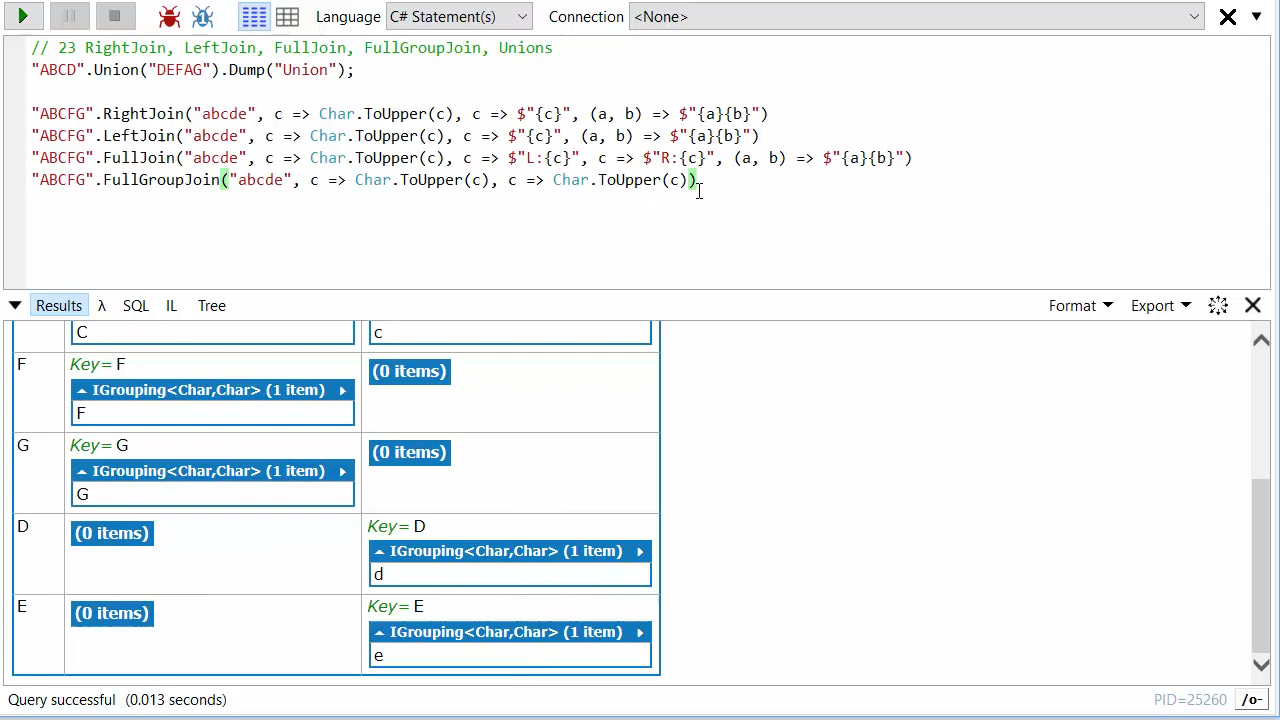 Language C# Statement(s) Connection <None>
// 23 RightJoin, LeftJoin, FullJoin, FullGroupJoin, Unions
"ABCD".Union("DEFAG").Dump("Union");
"ABCFG".RightJoin("abcde", c => Char.ToUpper(c), c => $"{c}", (a, b) => $"{a}{b}")
"ABCFG".LeftJoin("abcde", c => Char.ToUpper(c), c => $"{c}", (a, b) => $"{a}{b}")
"ABCFG".FullJoin("abcde", c => Char.ToUpper(c), c => $"L:{c}", c => $"R:{c}", (a, b) => $"{a}{b}")
"ABCFG".FullGroupJoin("abcde", c => Char.ToUpper(c), c => Char.ToUpper(c))
Results λ SQL IL Tree Format Export
C c
F Key= F (0 items)
IGrouping<Char,Char> (1 item)
F
G Key= G (0 items)
IGrouping<Char,Char> (1 item)
G
D (0 items) Key= D
IGrouping<Char,Char> (1 item)
d
E (0 items) Key= E
IGrouping<Char,Char> (1 item)
e
Query successful (0.013 seconds) PID=25260 /o-